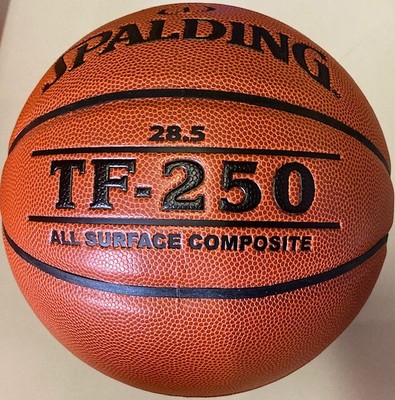 SPALDING
28.5
TF-250
ALL SURFACE COMPOSITE